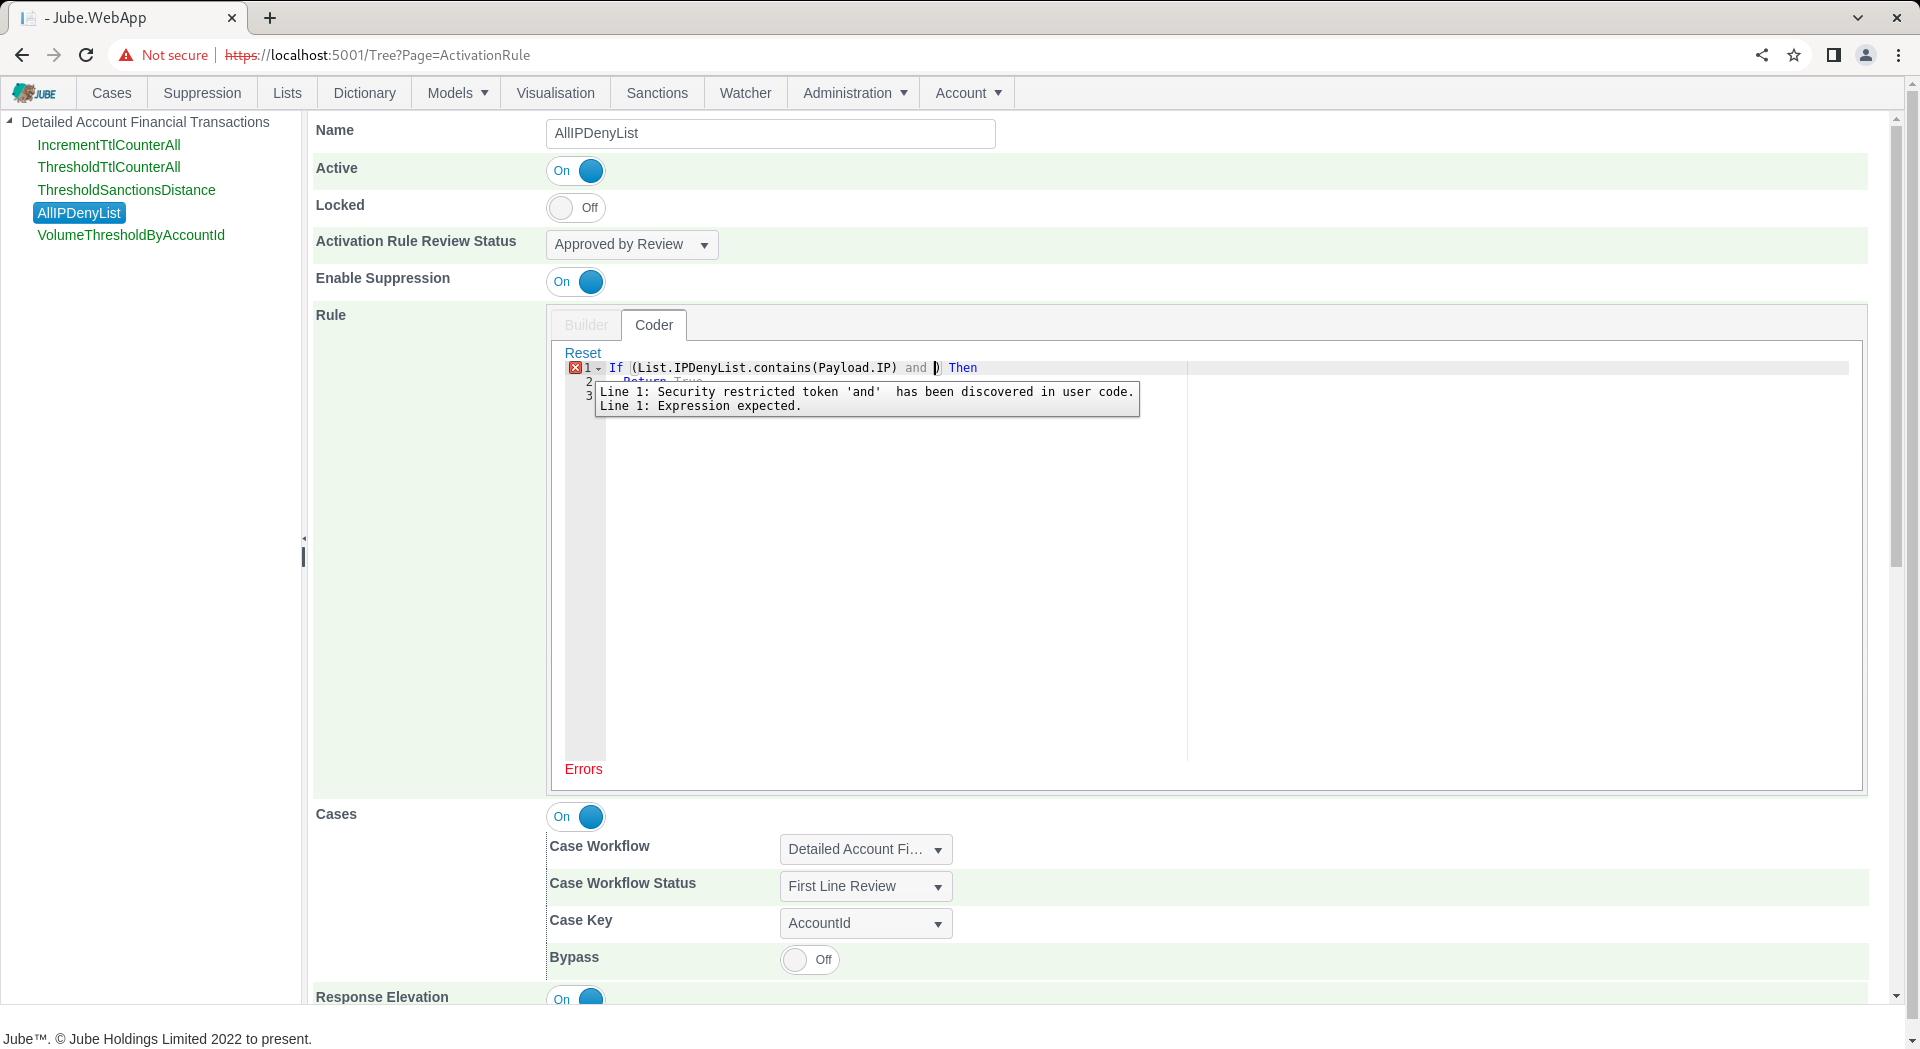 - Jube.WebApp
Not secure
https://localhost:5001/Tree?Page=ActivationRule
JUBE
Cases
Suppression
Lists
Dictionary
Models
Visualisation
Sanctions
Watcher
Administration
Account
Detailed Account Financial Transactions
IncrementTtlCounterAll
ThresholdTtlCounterAll
ThresholdSanctionsDistance
AllIPDenyList
VolumeThresholdByAccountId
Name
AllIPDenyList
Active
On
Locked
Off
Activation Rule Review Status
Approved by Review
Enable Suppression
On
Rule
Builder
Coder
Reset
1 If (List.IPDenyList.contains(Payload.IP) and ) Then
2 Return True
3
Line 1: Security restricted token 'and'  has been discovered in user code.
Line 1: Expression expected.
Errors
Cases
On
Case Workflow
Detailed Account Fi...
Case Workflow Status
First Line Review
Case Key
AccountId
Bypass
Off
Response Elevation
On
Jube™. © Jube Holdings Limited 2022 to present.